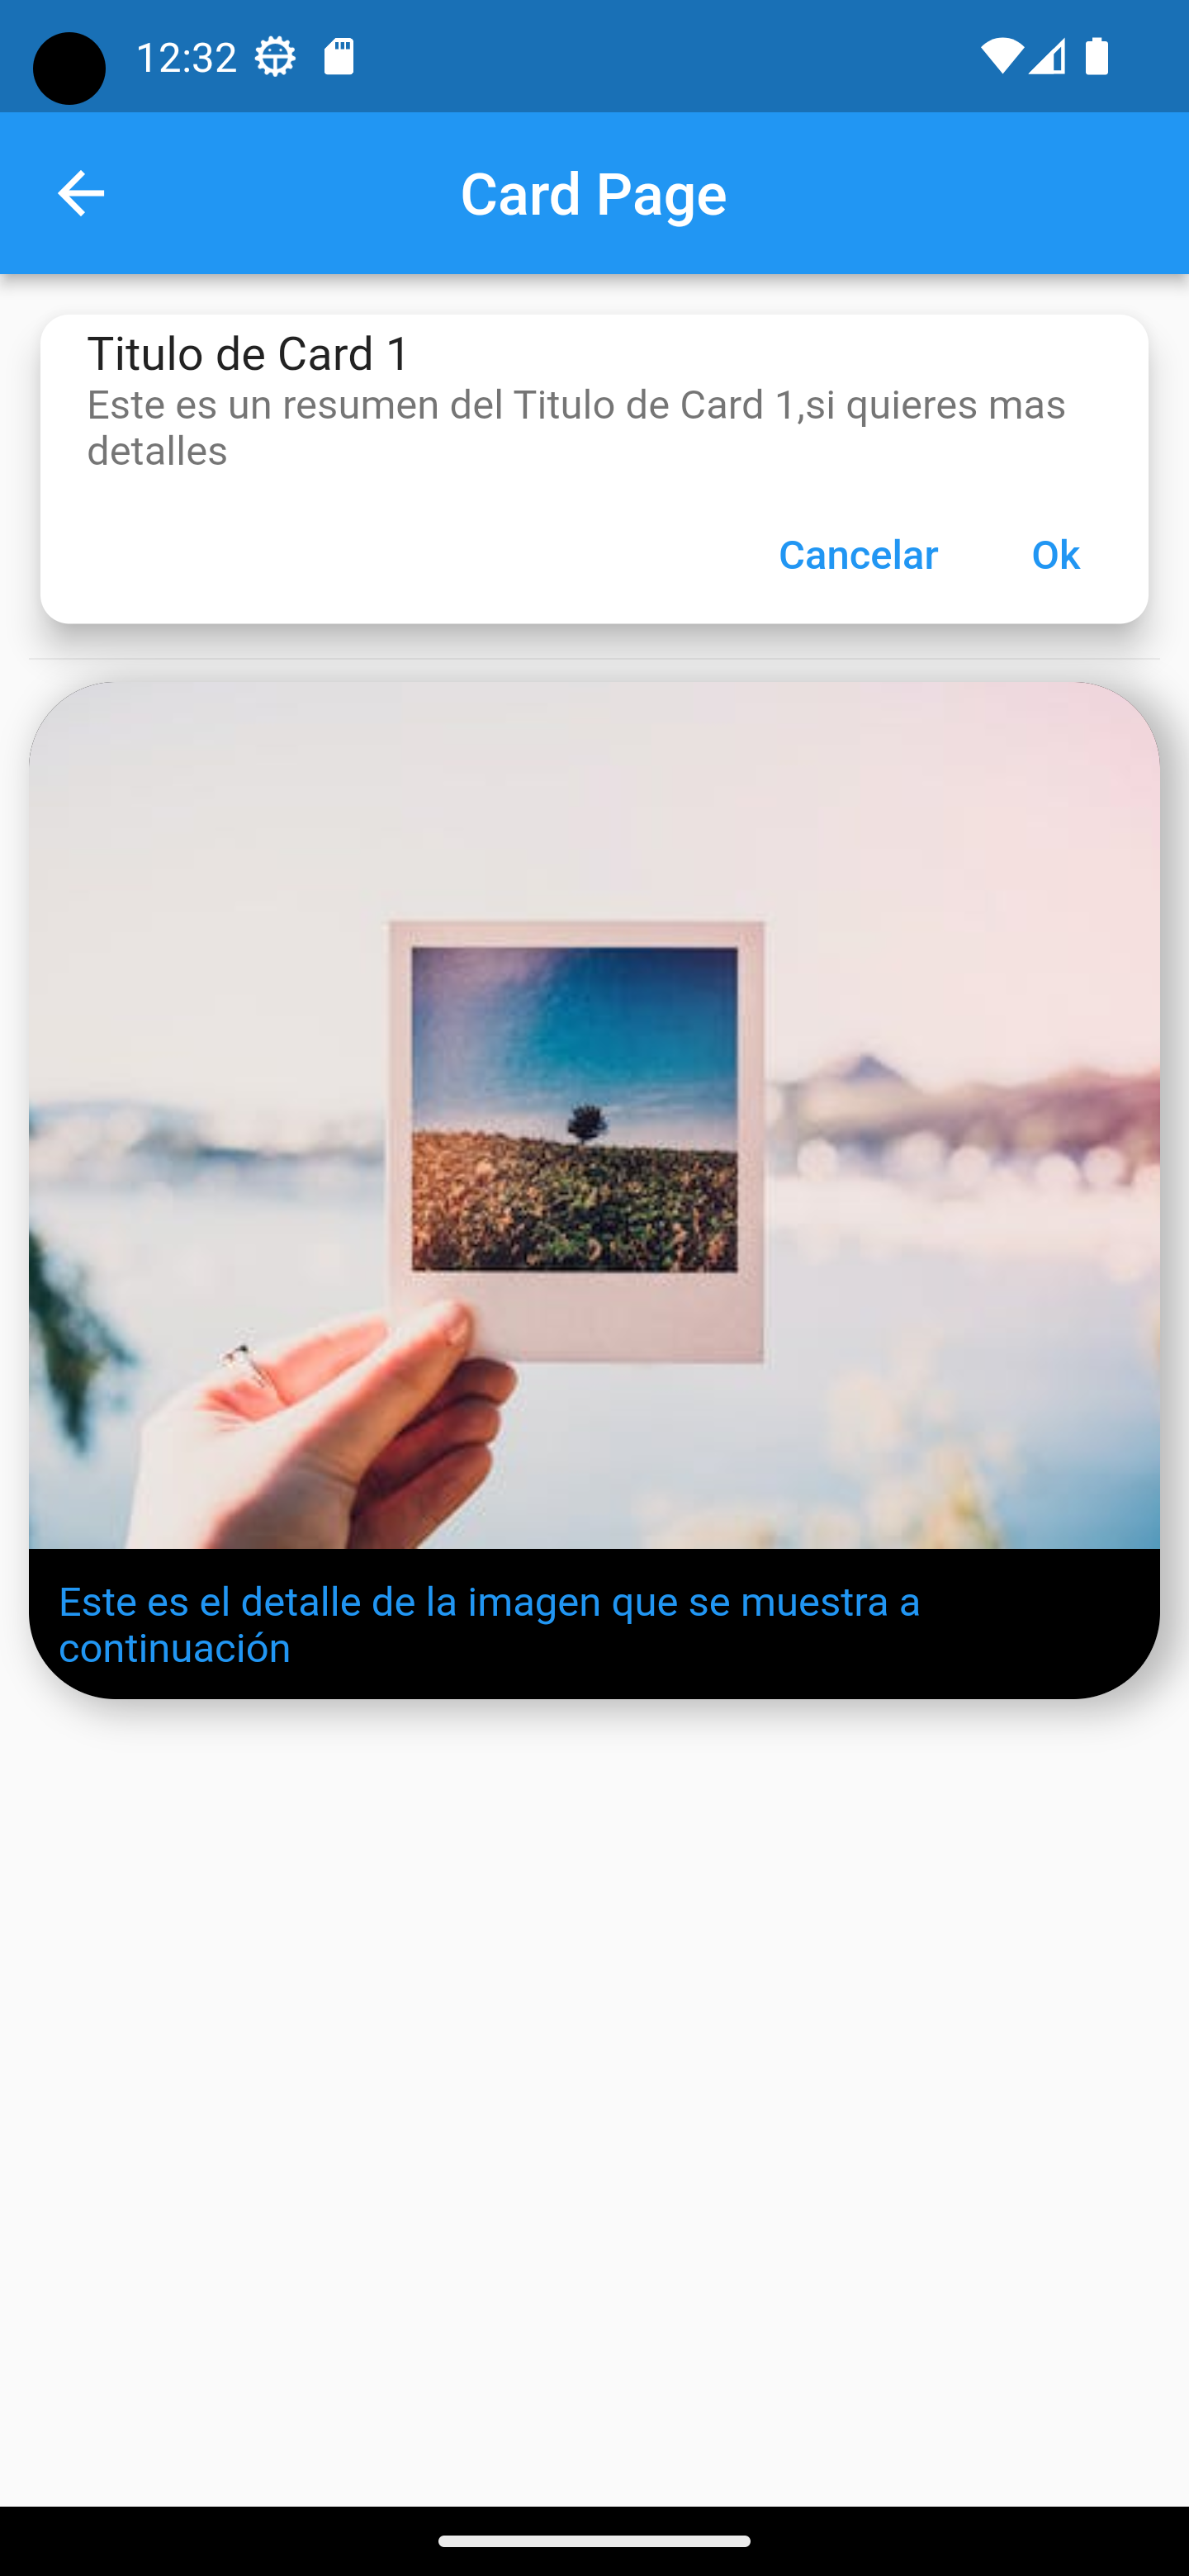 12:32
Card Page
Titulo de Card 1
Este es un resumen del Titulo de Card 1,si quieres mas
detalles
Cancelar Ok
Este es el detalle de la imagen que se muestra a
continuación